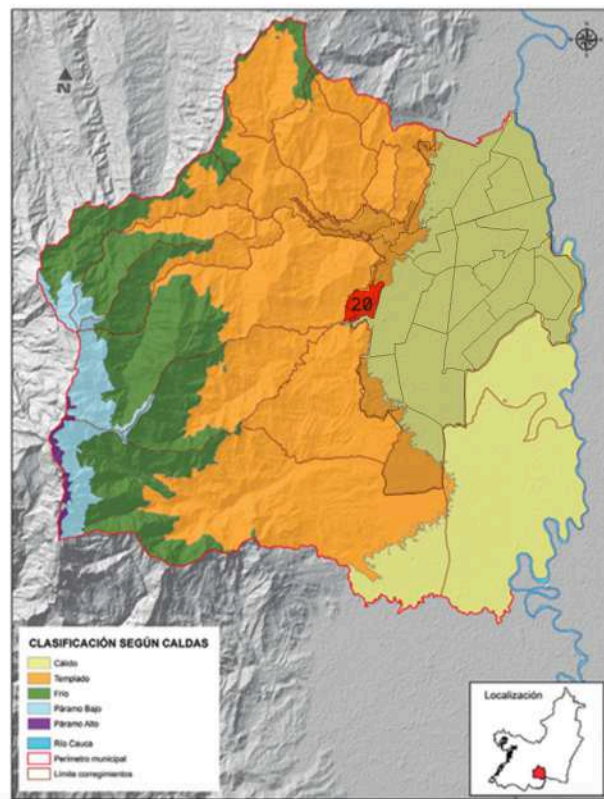 N
20
CLASIFICACIÓN SEGÚN CALDAS
Cálido
Templado
Frío
Páramo Bajo
Páramo Alto
Río Cauca
Perímetro municipal
Límite corregimientos
Localización